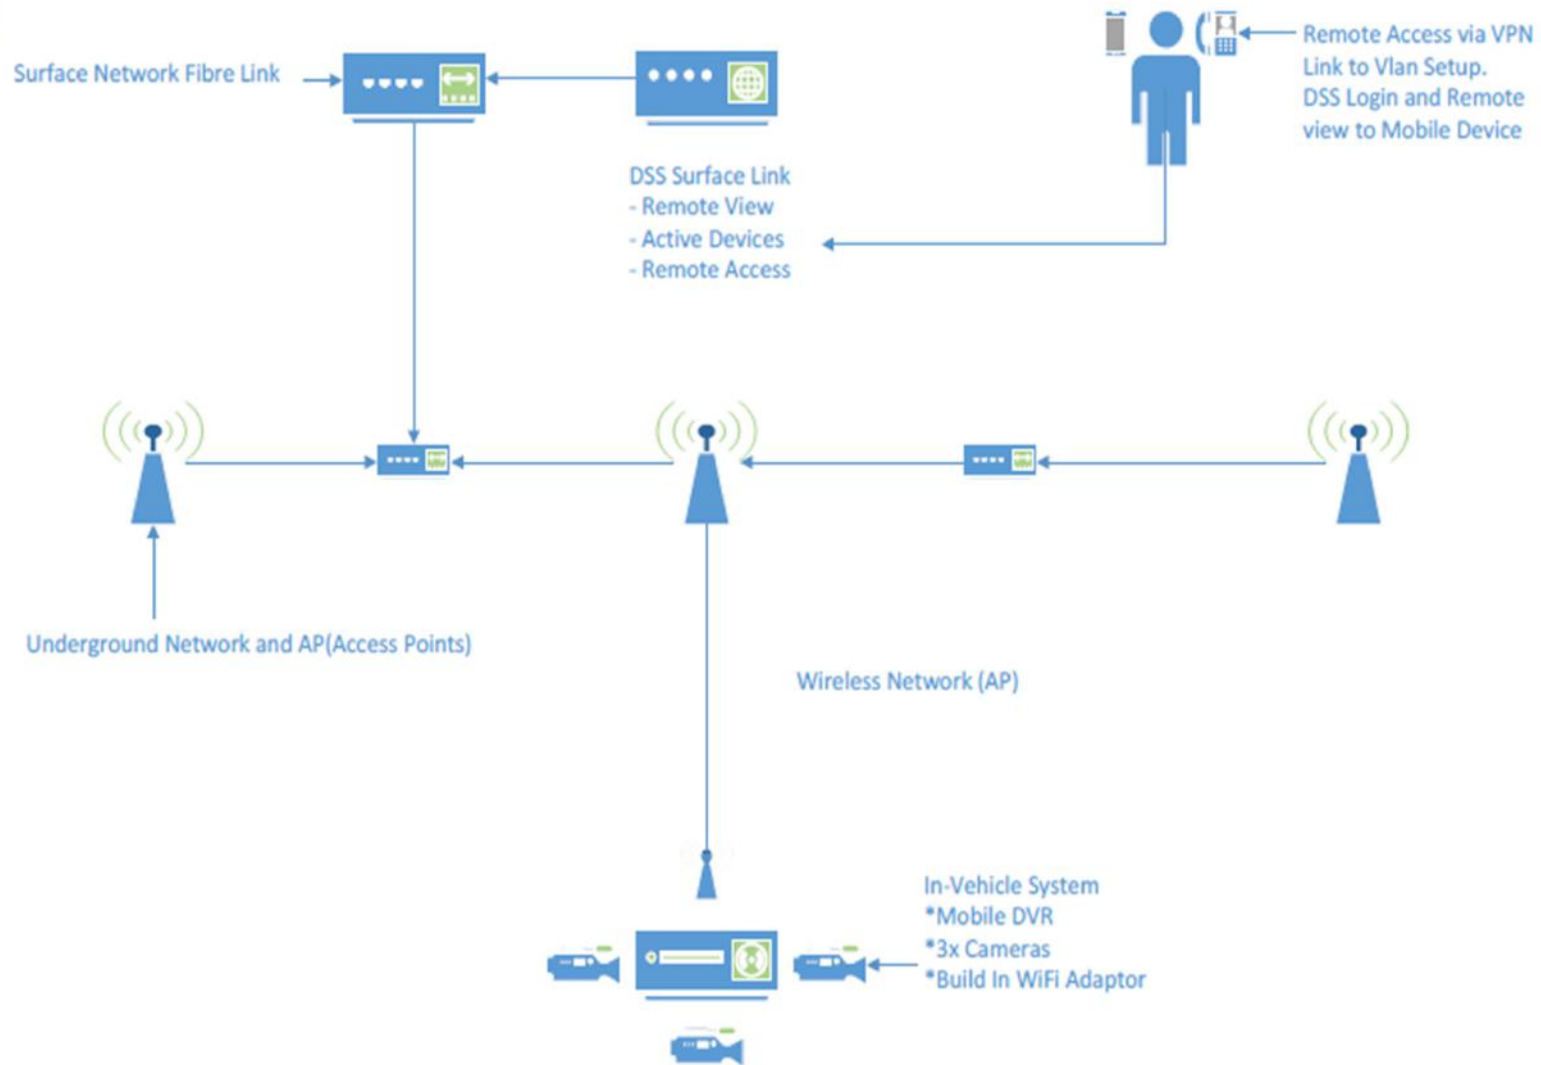 Surface Network Fibre Link
Remote Access via VPN
Link to Vlan Setup.
DSS Login and Remote
view to Mobile Device
DSS Surface Link
- Remote View
- Active Devices
- Remote Access
Underground Network and AP(Access Points)
Wireless Network (AP)
In-Vehicle System
*Mobile DVR
*3x Cameras
*Build In WiFi Adaptor